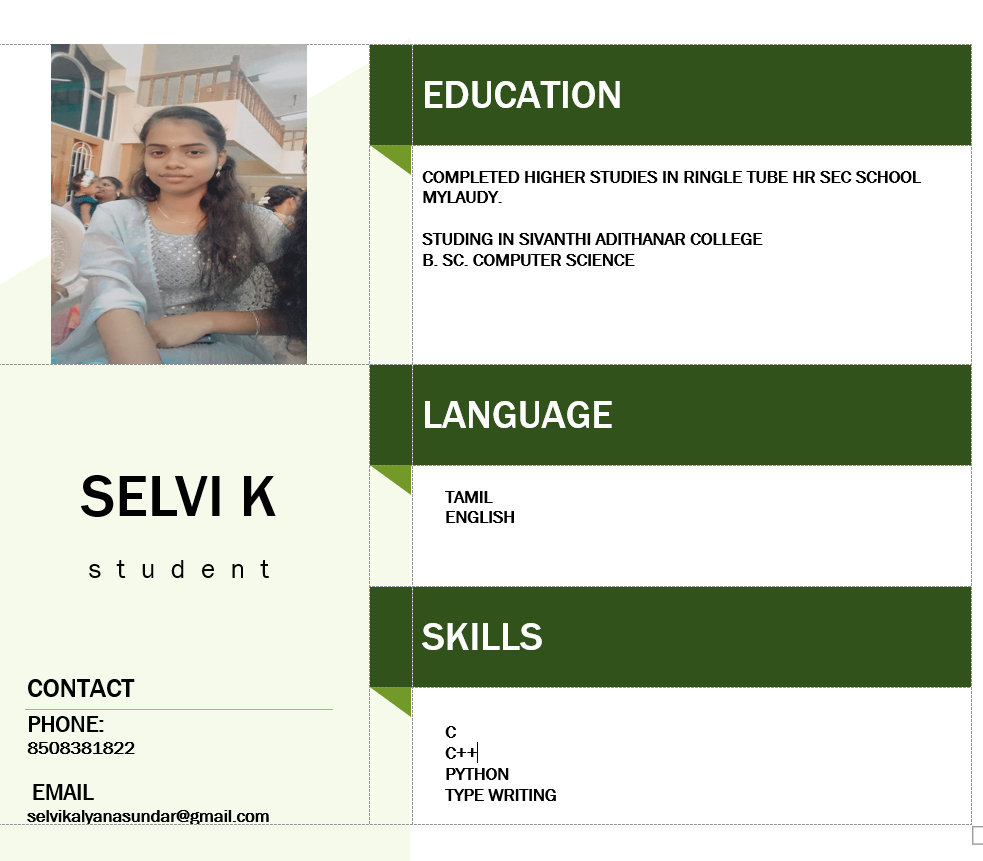 EDUCATION
COMPLETED HIGHER STUDIES IN RINGLE TUBE HR SEC SCHOOL
MYLAUDY.
STUDING IN SIVANTHI ADITHANAR COLLEGE
B. SC. COMPUTER SCIENCE
LANGUAGE
TAMIL
ENGLISH
SELVI K
student
SKILLS
C
C++
PYTHON
TYPE WRITING
CONTACT
PHONE:
8508381822
EMAIL
selvikalyanasundar@gmail.com